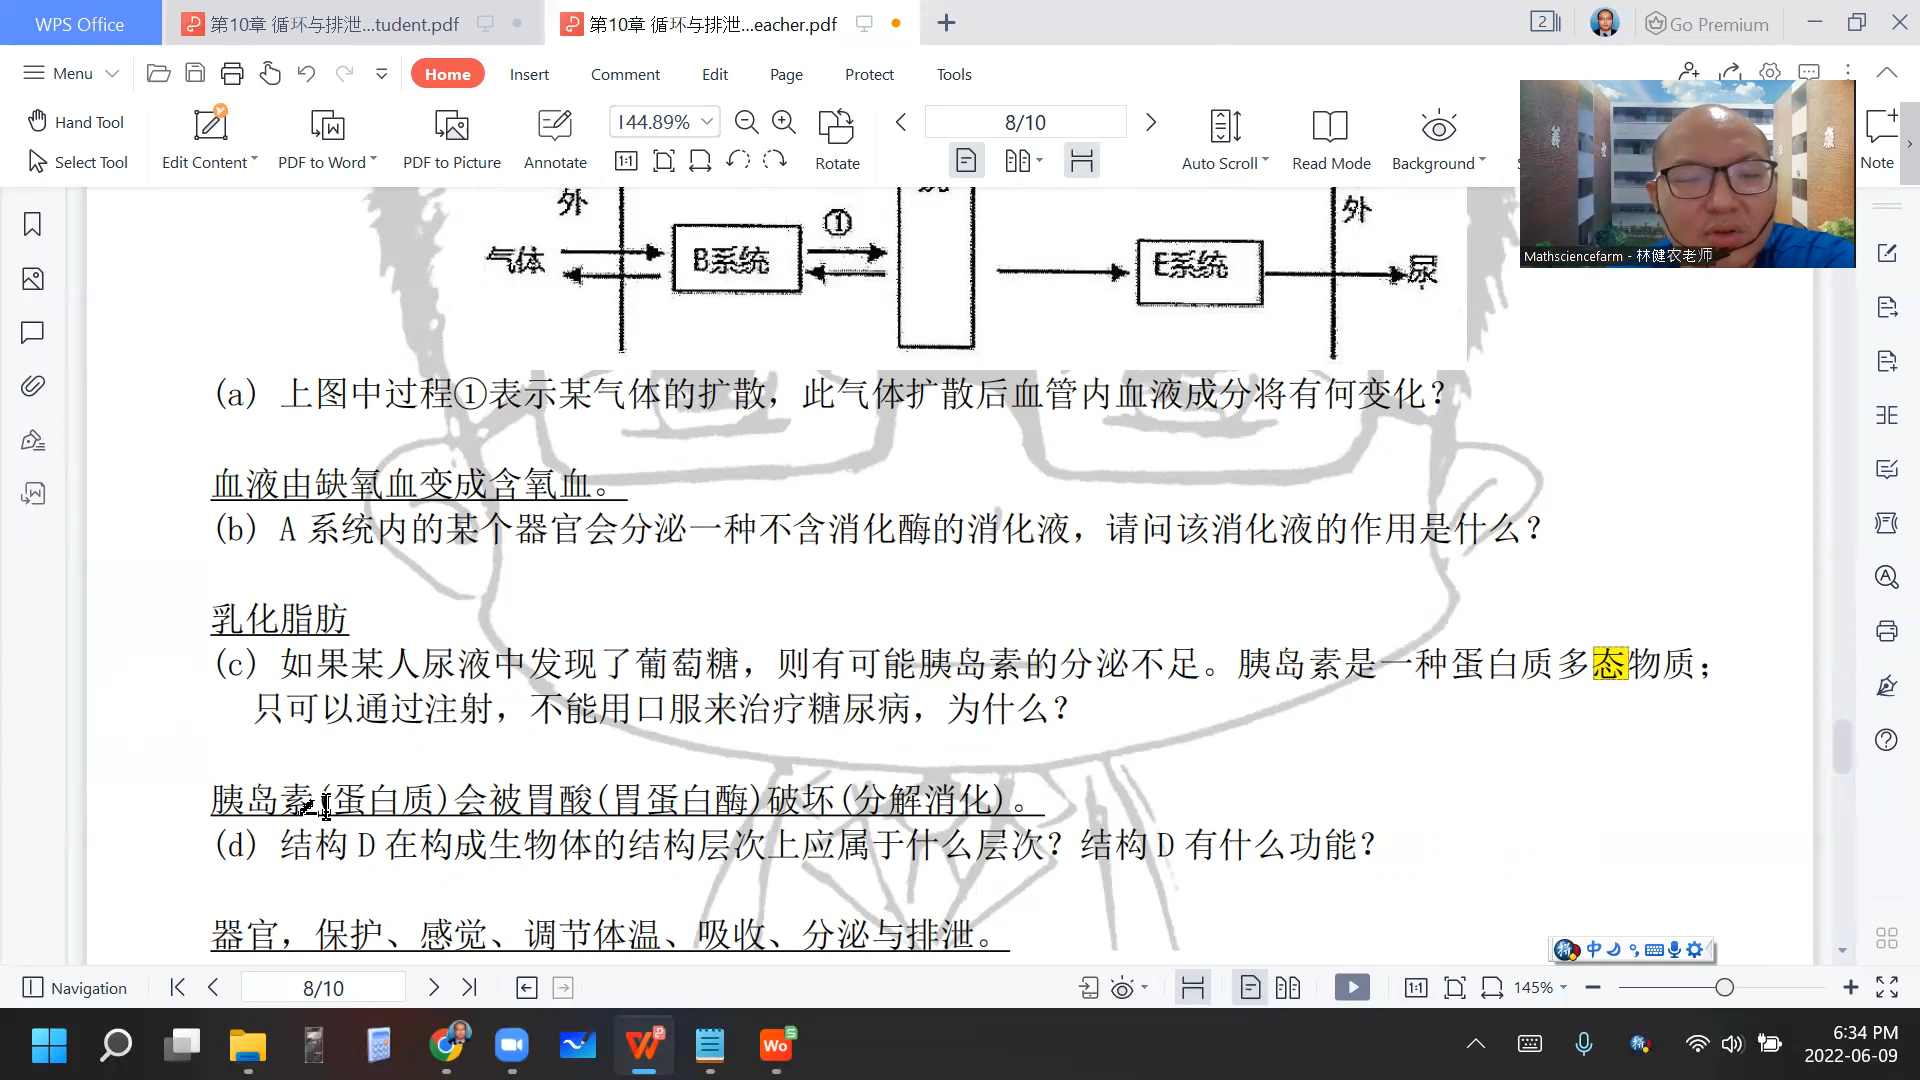 WPS Office
第10章 循环与排泄...tudent.pdf
第10章 循环与排泄...eacher.pdf
2
Go Premium
Menu
Home
Insert
Comment
Edit
Page
Protect
Tools
Hand Tool
Select Tool
Edit Content
PDF to Word
PDF to Picture
Annotate
144.89%
Rotate
8/10
Auto Scroll
Read Mode
Background
Note
Mathsciencefarm - 林健农老师
外
①
外
气体
B系统
E系统
尿
(a) 上图中过程①表示某气体的扩散，此气体扩散后血管内血液成分将有何变化？
血液由缺氧血变成含氧血。
(b) A 系统内的某个器官会分泌一种不含消化酶的消化液，请问该消化液的作用是什么？
乳化脂肪
(c) 如果某人尿液中发现了葡萄糖，则有可能胰岛素的分泌不足。胰岛素是一种蛋白质多态物质；
只可以通过注射，不能用口服来治疗糖尿病，为什么？
胰岛素(蛋白质)会被胃酸(胃蛋白酶)破坏(分解消化)。
(d) 结构 D 在构成生物体的结构层次上应属于什么层次？结构 D 有什么功能？
器官，保护、感觉、调节体温、吸收、分泌与排泄。
中
Navigation
8/10
1:1
145%
6:34 PM
2022-06-09